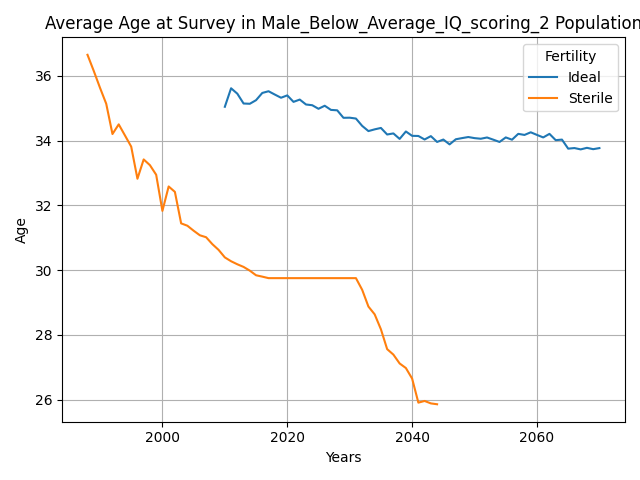 Average Age at Survey in Male_Below_Average_IQ_scoring_2 Population
Fertility
Ideal
Sterile
Age
36
34
32
30
28
26
2000
2020
2040
2060
Years